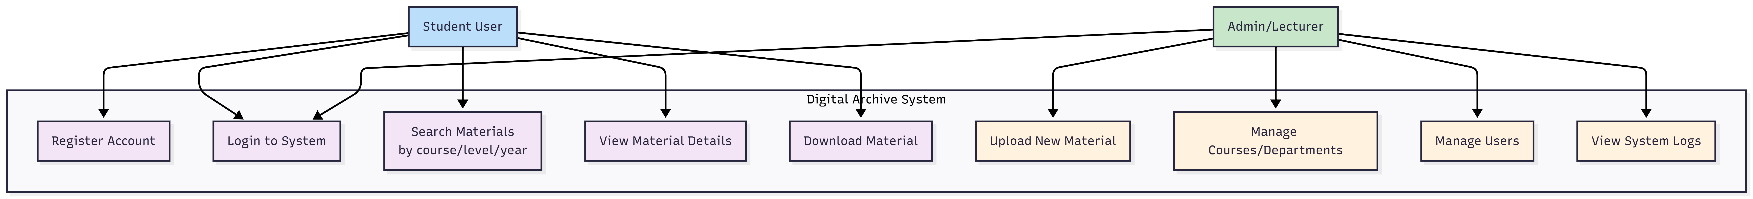 Student User
Admin/Lecturer
Digital Archive System
Register Account
Login to System
Search Materials
by course/level/year
View Material Details
Download Material
Upload New Material
Manage
Courses/Departments
Manage Users
View System Logs